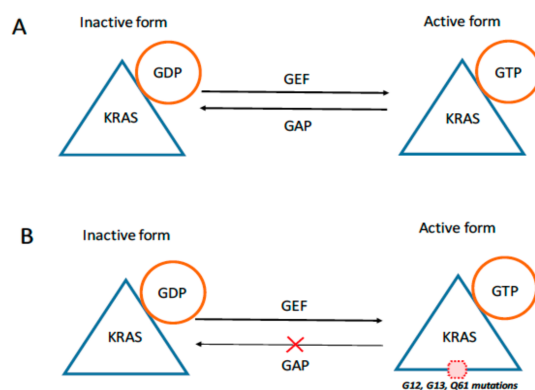 A
Inactive form
Active form
GDP
GTP
GEF
KRAS
KRAS
GAP
B
Inactive form
Active form
GDP
GTP
GEF
KRAS
KRAS
GAP
G12, G13, Q61 mutations